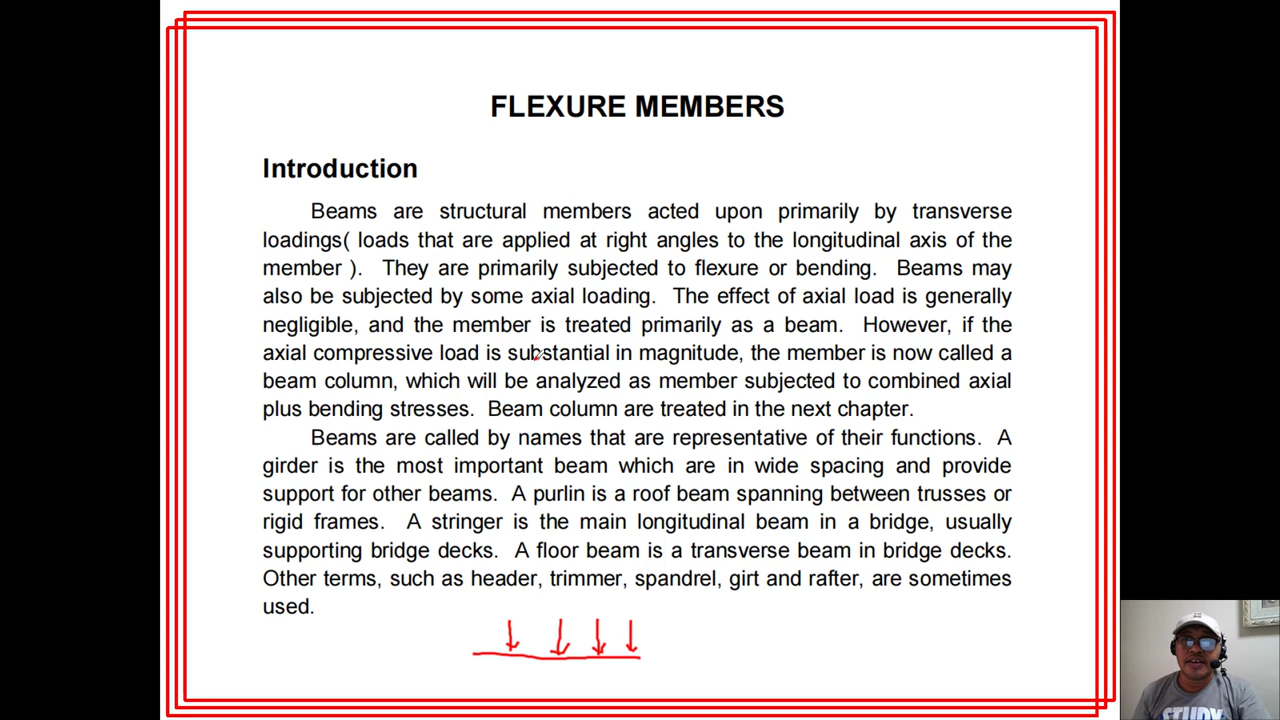 FLEXURE MEMBERS
Introduction
Beams are structural members acted upon primarily by transverse
loadings( loads that are applied at right angles to the longitudinal axis of the
member ). They are primarily subjected to flexure or bending. Beams may
also be subjected by some axial loading. The effect of axial load is generally
negligible, and the member is treated primarily as a beam. However, if the
axial compressive load is substantial in magnitude, the member is now called a
beam column, which will be analyzed as member subjected to combined axial
plus bending stresses. Beam column are treated in the next chapter.
Beams are called by names that are representative of their functions. A
girder is the most important beam which are in wide spacing and provide
support for other beams. A purlin is a roof beam spanning between trusses or
rigid frames. A stringer is the main longitudinal beam in a bridge, usually
supporting bridge decks. A floor beam is a transverse beam in bridge decks.
Other terms, such as header, trimmer, spandrel, girt and rafter, are sometimes
used.
STUDY